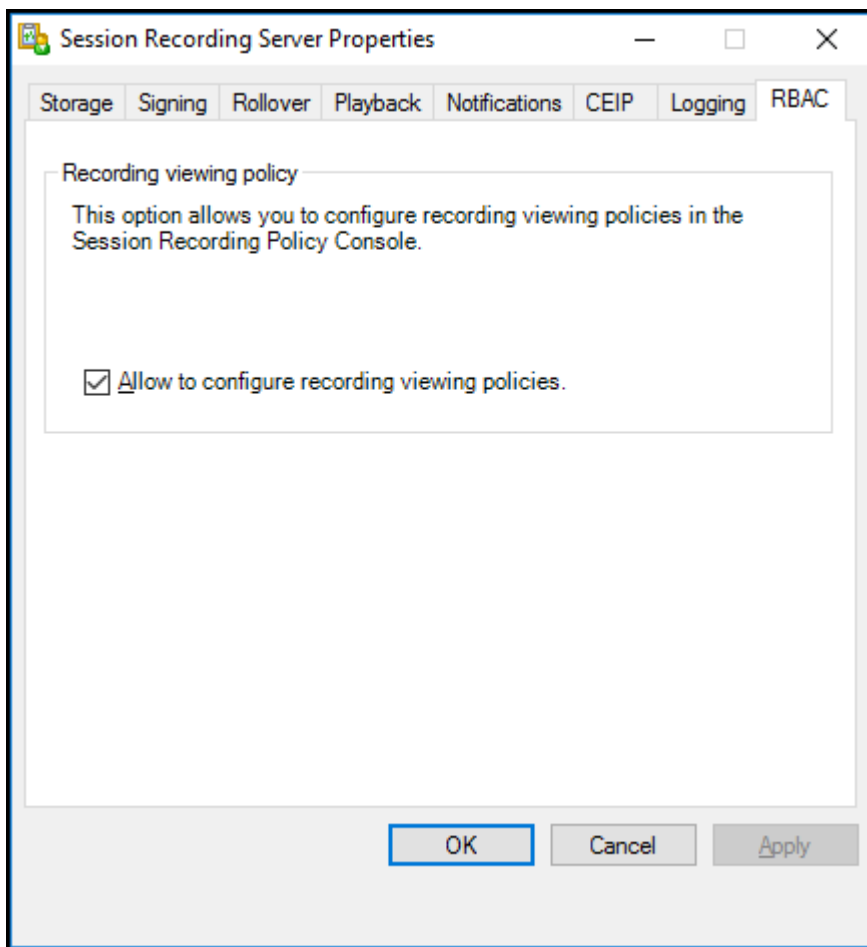 Session Recording Server Properties
Storage Signing Rollover Playback Notifications CEIP Logging RBAC
Recording viewing policy
This option allows you to configure recording viewing policies in the
Session Recording Policy Console.
Allow to configure recording viewing policies.
OK Cancel Apply